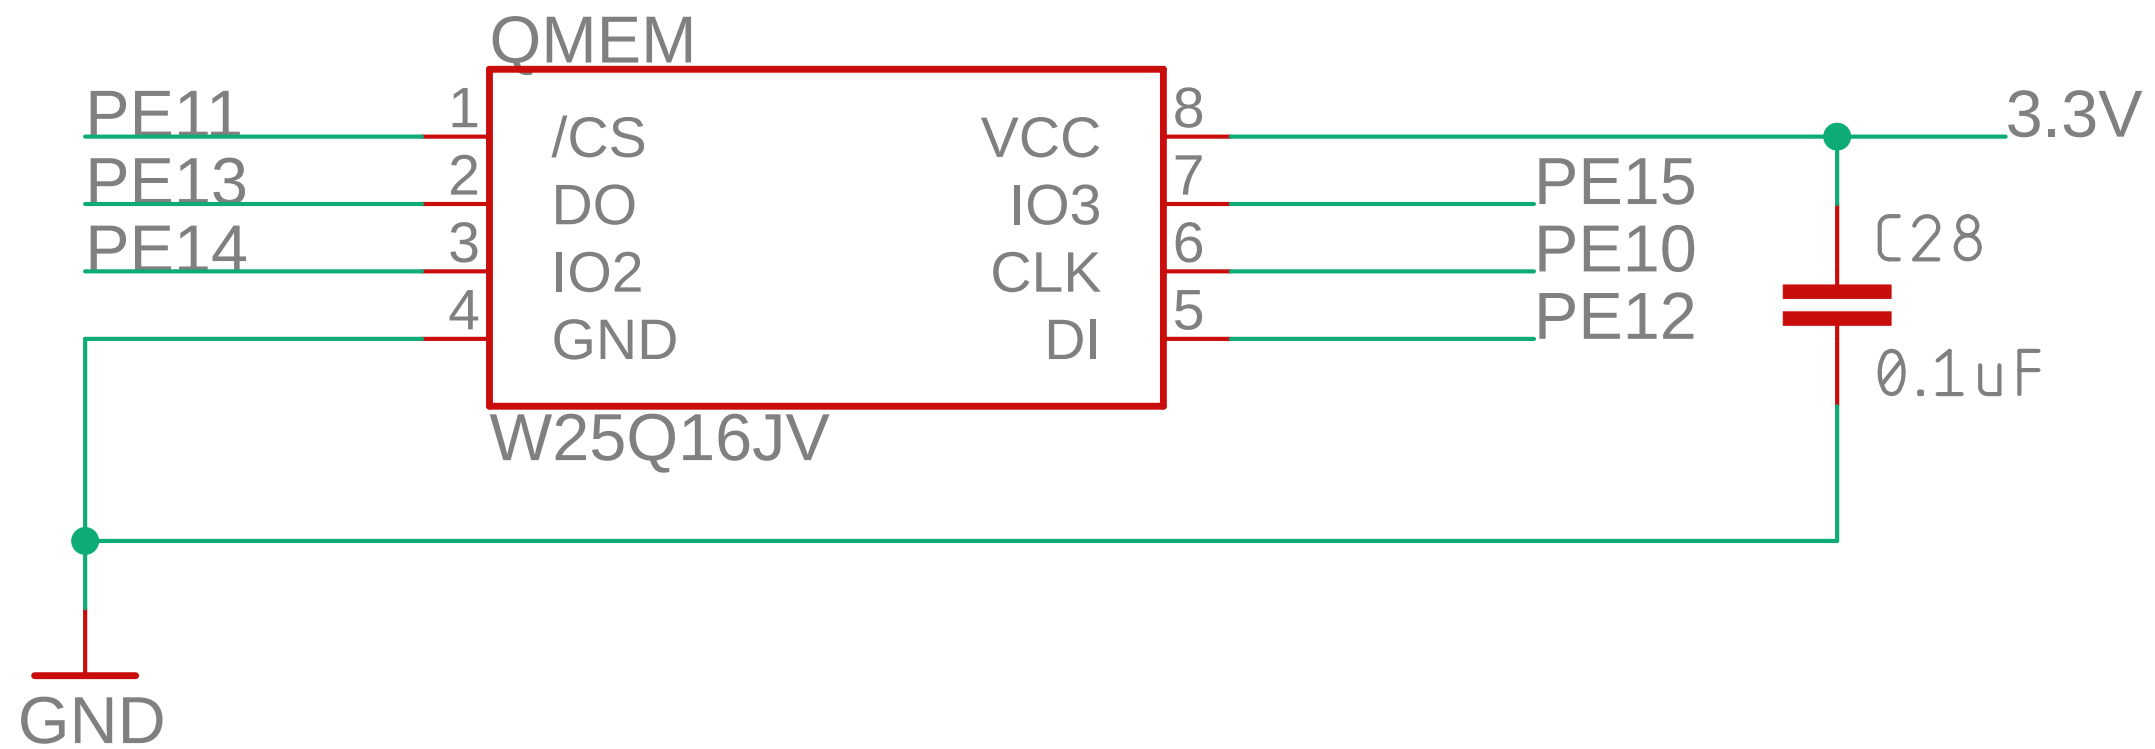 QMEM
PE11 1 /CS VCC 8 3.3V
PE13 2 DO IO3 7 PE15
PE14 3 IO2 CLK 6 PE10
C28
4 GND DI 5 PE12
0.1uF
W25Q16JV
GND